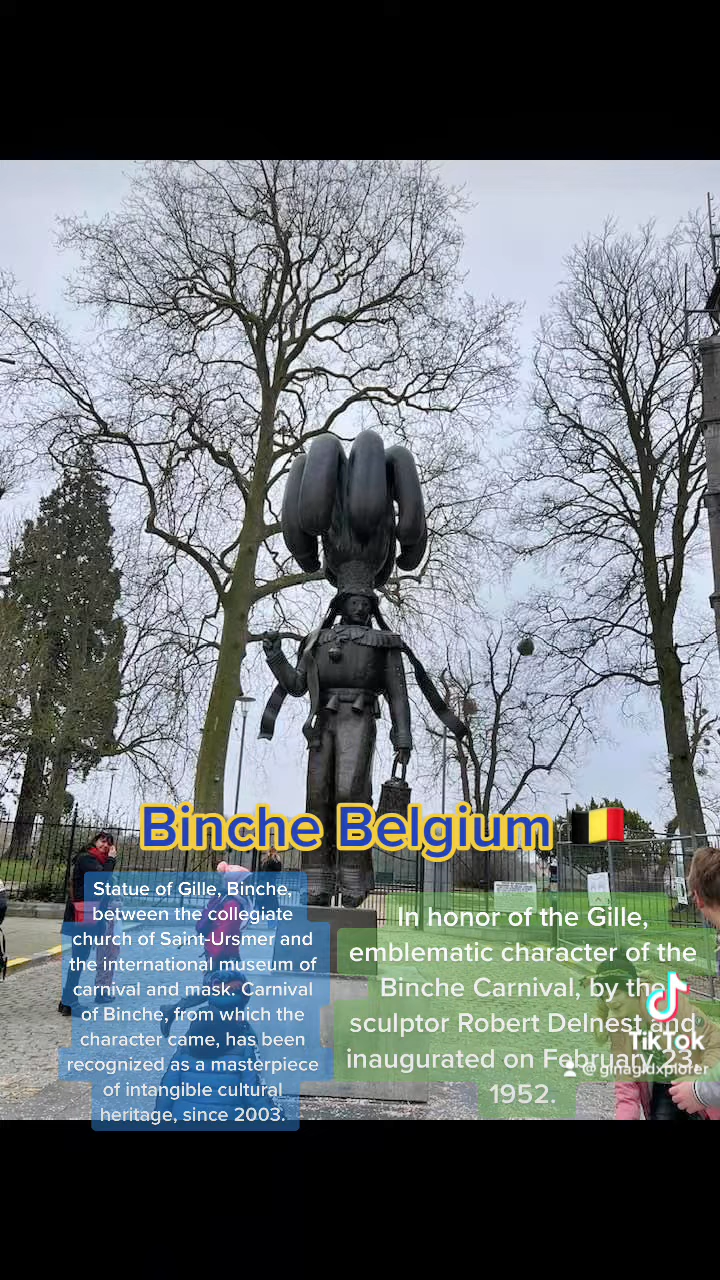 Binche Belgium 🇧🇪
Statue of Gille, Binche,
between the collegiate
church of Saint-Ursmer and
the international museum of
carnival and mask. Carnival
of Binche, from which the
character came, has been
recognized as a masterpiece
of intangible cultural
heritage, since 2003.
In honor of the Gille,
emblematic character of the
Binche Carnival, by the
sculptor Robert Delnest and
inaugurated on February 23,
1952.
TikTok